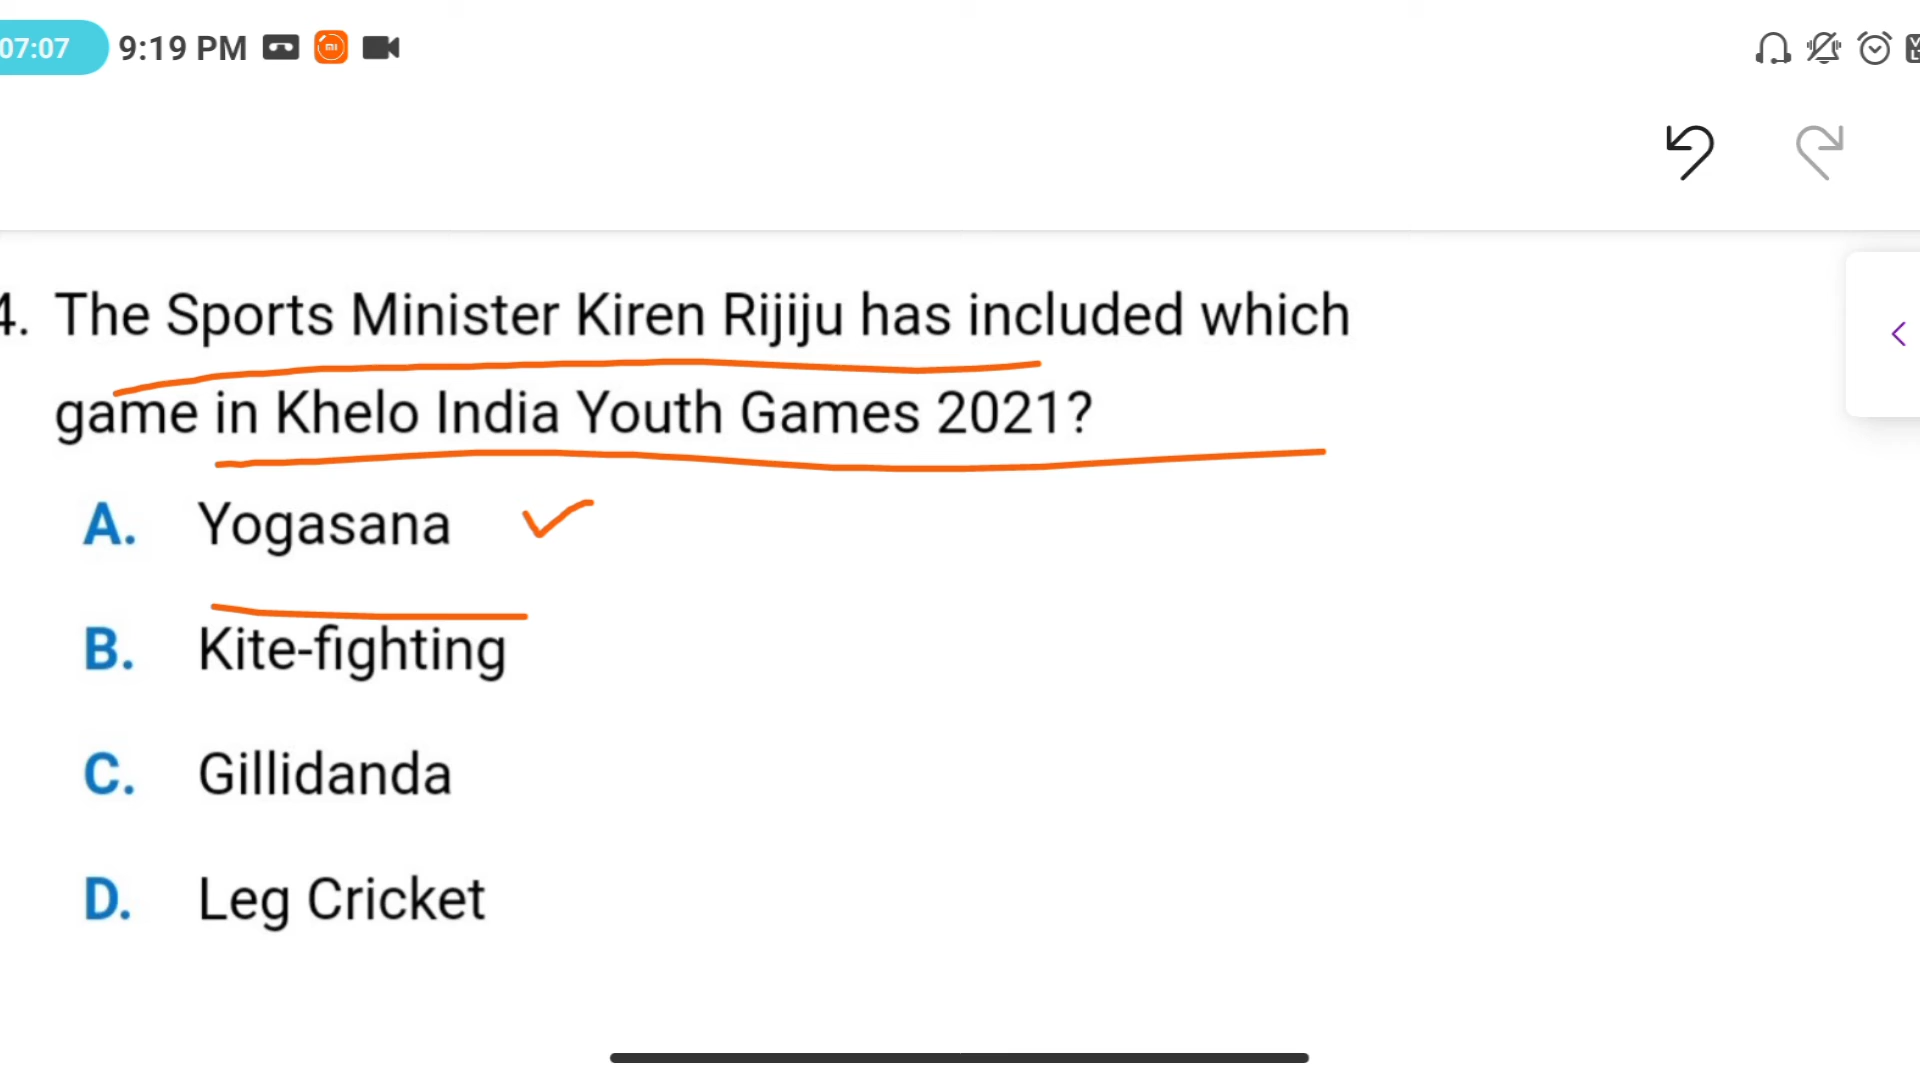 07:07 9:19 PM
4. The Sports Minister Kiren Rijiju has included which
game in Khelo India Youth Games 2021?
A. Yogasana
B. Kite-fighting
C. Gillidanda
D. Leg Cricket